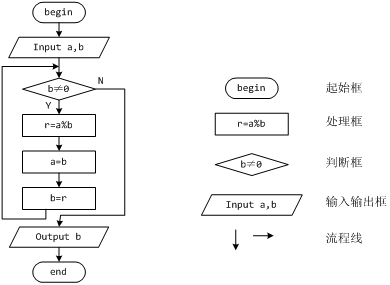 begin
Input a,b
b≠0
N
Y
r=a%b
a=b
b=r
Output b
end
begin 起始框
r=a%b 处理框
b≠0 判断框
Input a,b 输入输出框
流程线